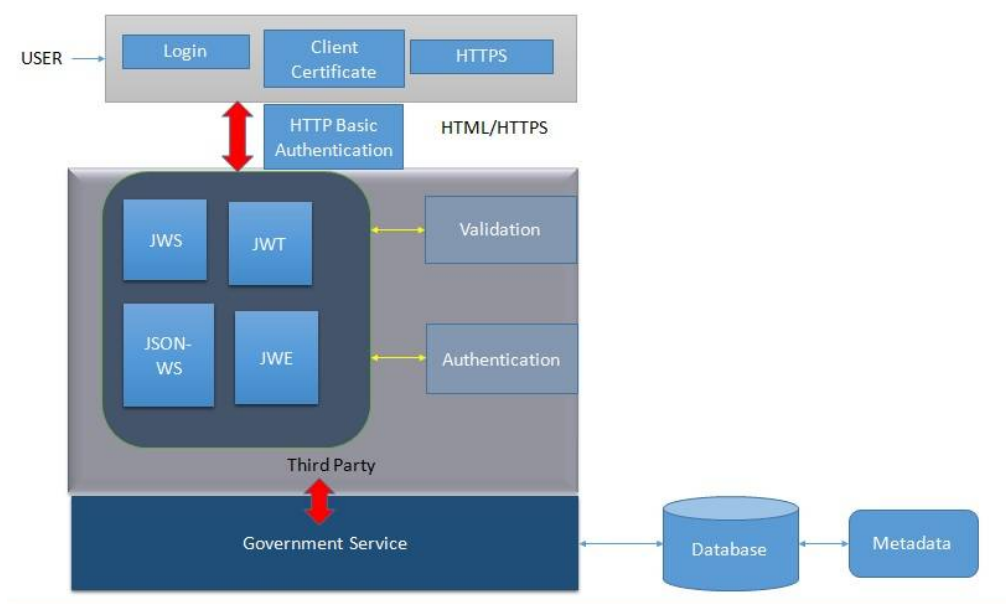 USER
Login
Client
Certificate
HTTPS
HTTP Basic
Authentication
HTML/HTTPS
JWS
JWT
Validation
JSON-
WS
JWE
Authentication
Third Party
Government Service
Database
Metadata